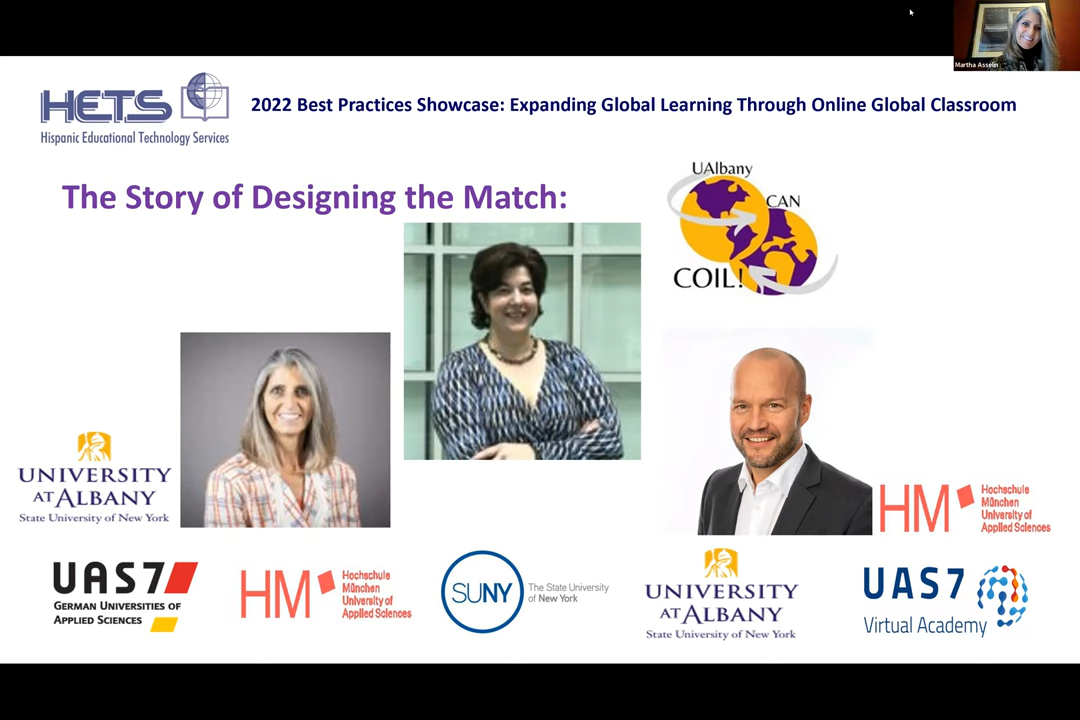 Martha Asselin
HETS
Hispanic Educational Technology Services
2022 Best Practices Showcase: Expanding Global Learning Through Online Global Classroom
The Story of Designing the Match:
UAlbany
CAN
COIL!
UNIVERSITY
AT ALBANY
State University of New York
HM
Hochschule
München
University of
Applied Sciences
UAS7
GERMAN UNIVERSITIES OF
APPLIED SCIENCES
HM
Hochschule
München
University of
Applied Sciences
SUNY
The State University
of New York
UNIVERSITY
AT ALBANY
State University of New York
UAS7
Virtual Academy